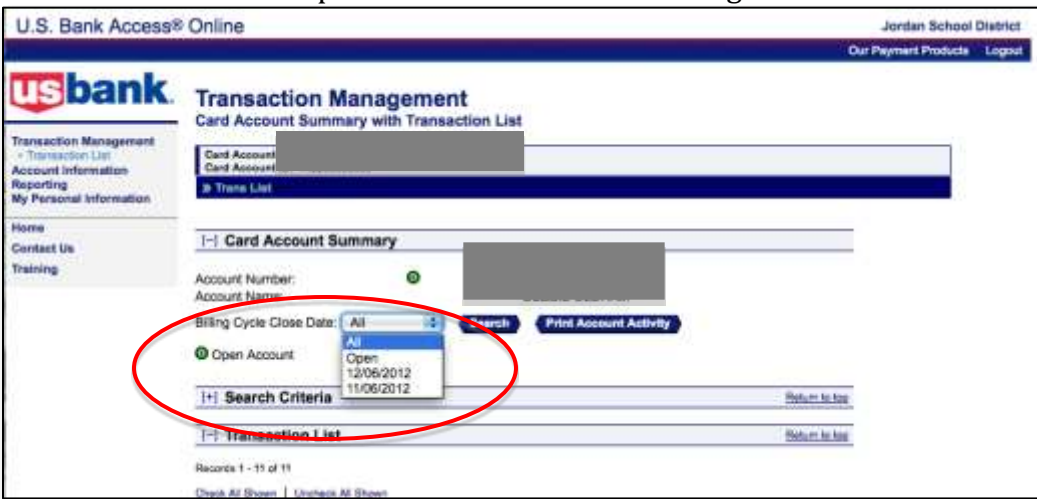 U.S. Bank Access® Online
Jordan School District
Our Payment Products Logout
usbank.
Transaction Management
Card Account Summary with Transaction List
Transaction Management
• Transaction List
Account Information
Reporting
My Personal Information
Home
Contact Us
Training
Card Account
Card Account
» Trans List
[-] Card Account Summary
Account Number:
Account Name:
Billing Cycle Close Date: All Search Print Account Activity
All
Open
12/06/2012
11/06/2012
Open Account
[+] Search Criteria Return to top
[-] Transaction List Return to top
Records 1 - 11 of 11
Check All Shown | Uncheck All Shown